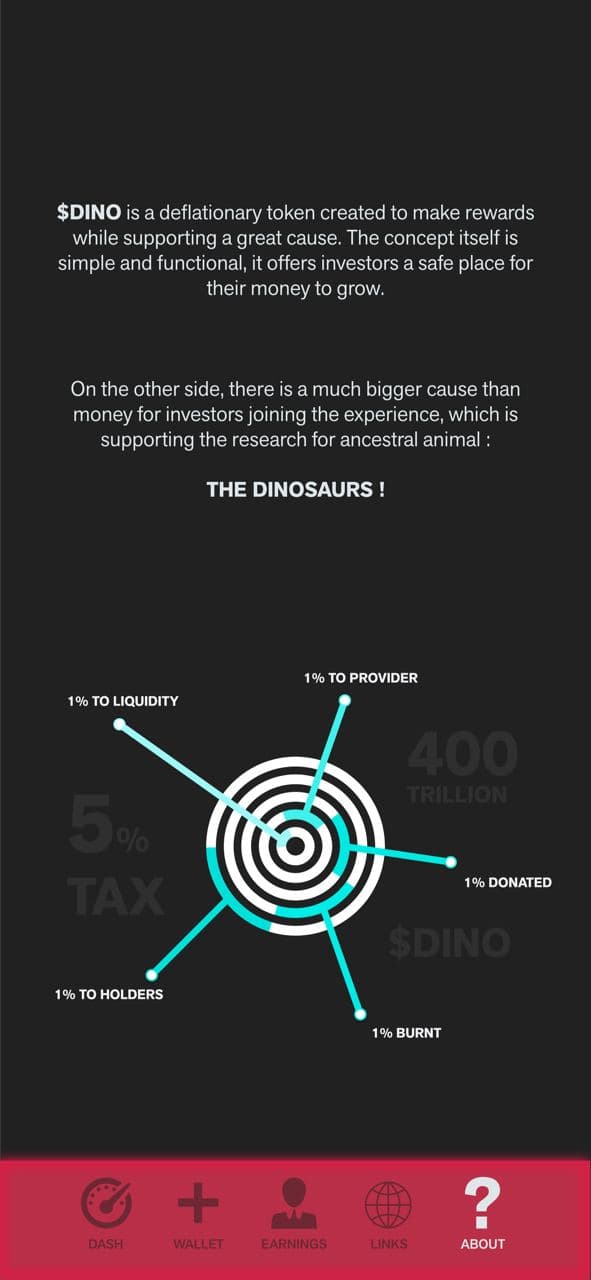 $DINO is a deflationary token created to make rewards
while supporting a great cause. The concept itself is
simple and functional, it offers investors a safe place for
their money to grow.
On the other side, there is a much bigger cause than
money for investors joining the experience, which is
supporting the research for ancestral animal :
THE DINOSAURS !
1% TO PROVIDER
1% TO LIQUIDITY
400
TRILLION
5%
TAX
1% DONATED
$DINO
1% TO HOLDERS
1% BURNT
DASH WALLET EARNINGS LINKS ABOUT